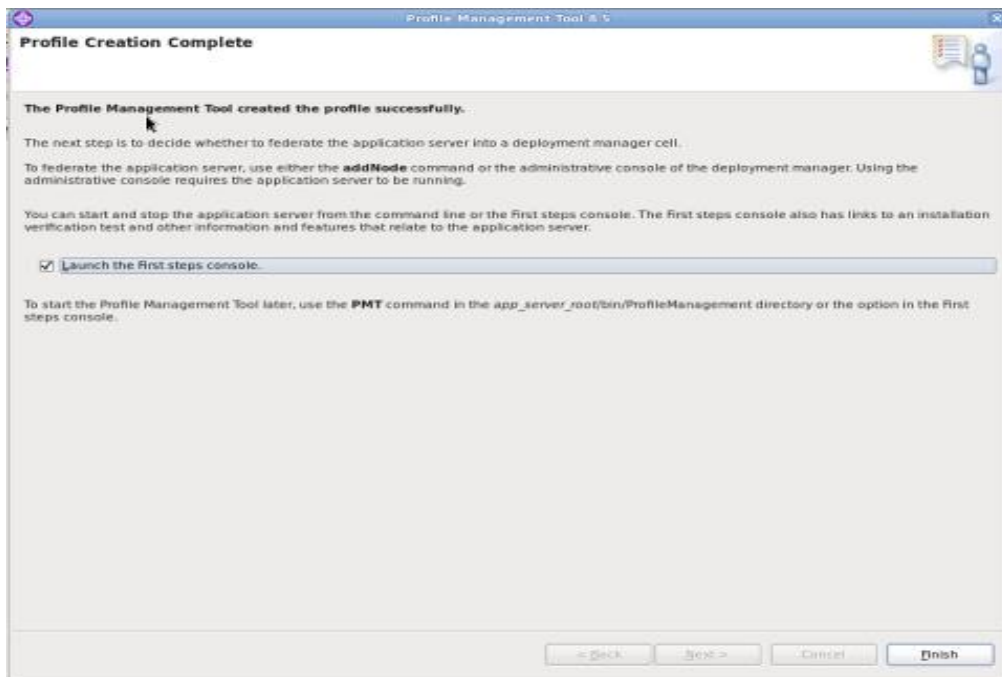 Profile Management Tool 8.5
Profile Creation Complete
The Profile Management Tool created the profile successfully.
The next step is to decide whether to federate the application server into a deployment manager cell.
To federate the application server, use either the addNode command or the administrative console of the deployment manager. Using the
administrative console requires the application server to be running.
You can start and stop the application server from the command line or the First steps console. The First steps console also has links to an installation
verification test and other information and features that relate to the application server.
Launch the First steps console.
To start the Profile Management Tool later, use the PMT command in the app_server_root/bin/ProfileManagement directory or the option in the First
steps console.
< Back Next > Cancel Finish